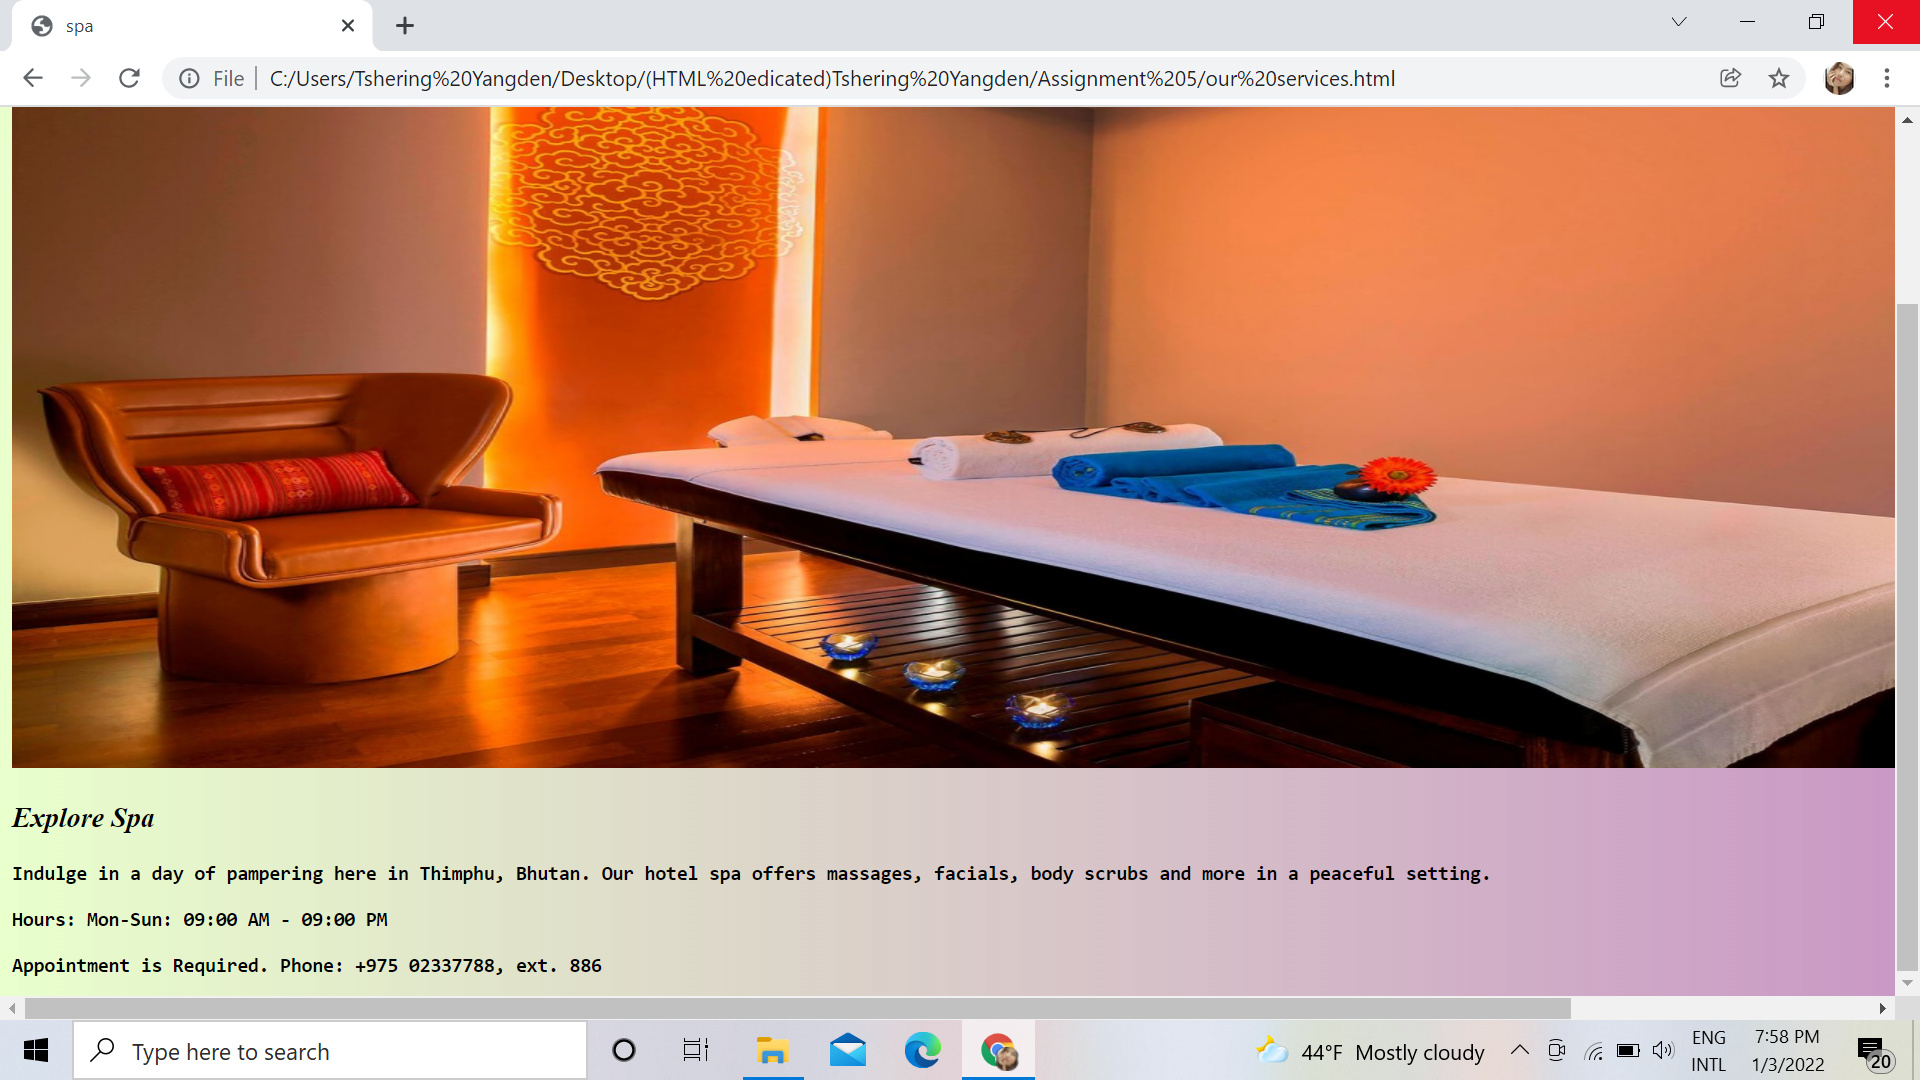 spa
File
C:/Users/Tshering%20Yangden/Desktop/(HTML%20edicated)Tshering%20Yangden/Assignment%205/our%20services.html
Explore Spa
Indulge in a day of pampering here in Thimphu, Bhutan. Our hotel spa offers massages, facials, body scrubs and more in a peaceful setting.
Hours: Mon-Sun: 09:00 AM - 09:00 PM
Appointment is Required. Phone: +975 02337788, ext. 886
Type here to search
44°F Mostly cloudy
ENG
INTL
7:58 PM
1/3/2022
20